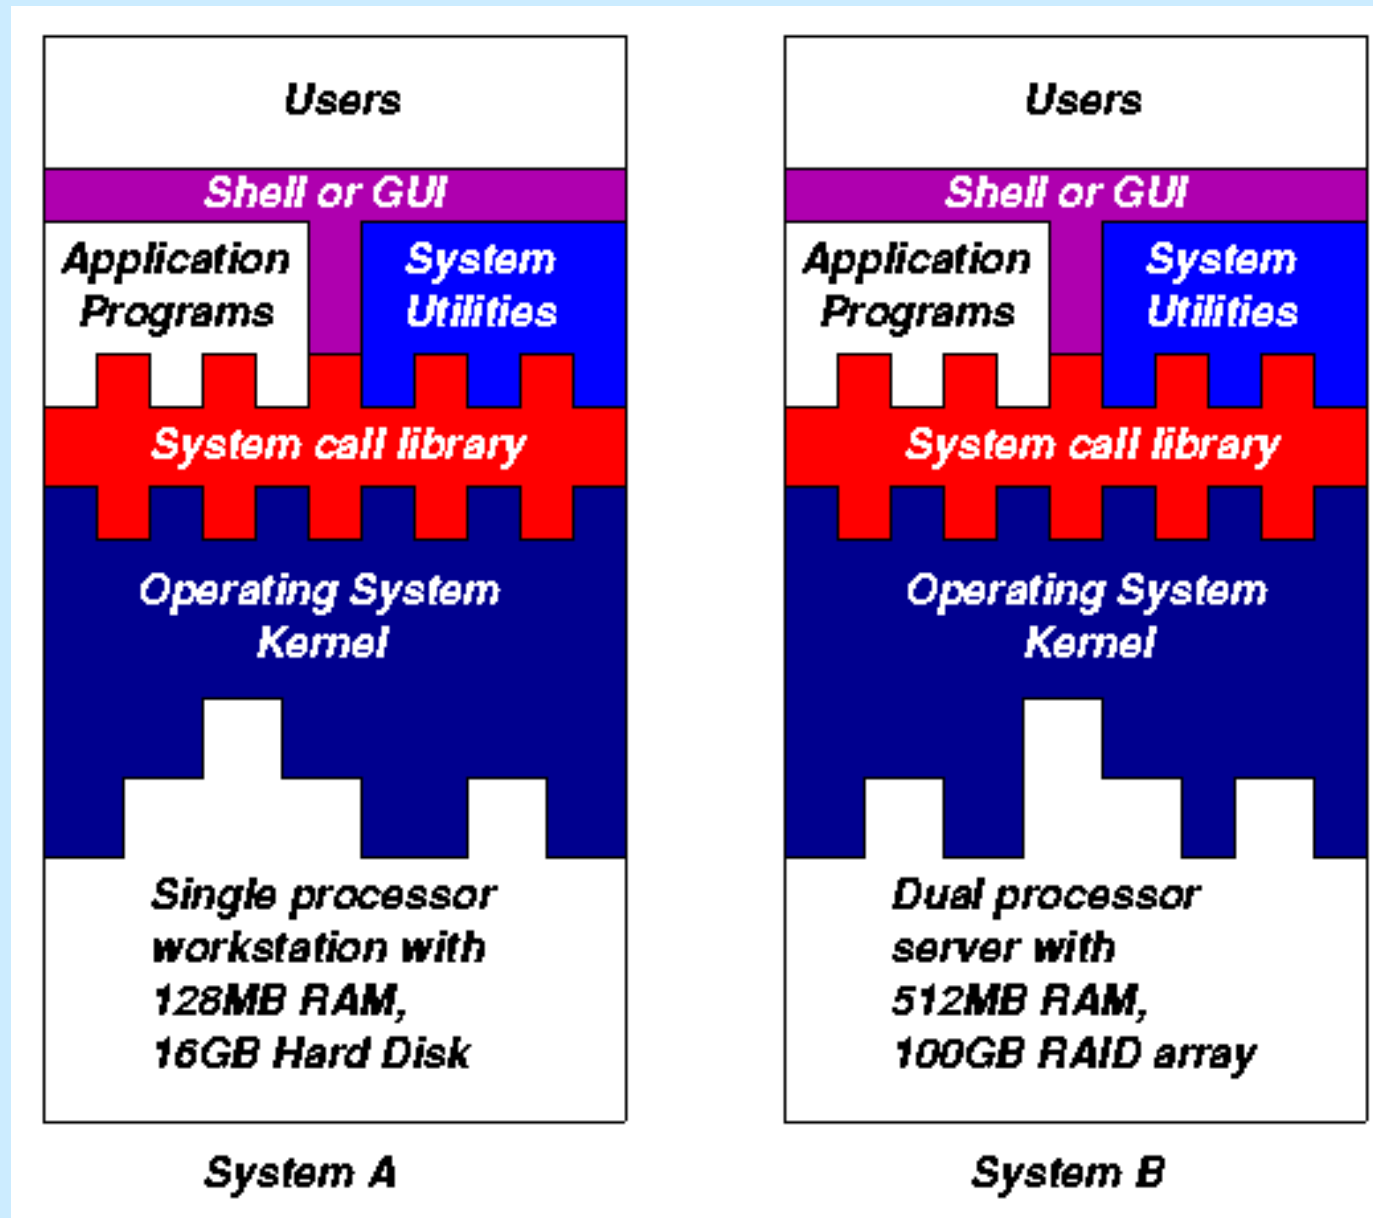 Users
Shell or GUI
Application
Programs
System
Utilities
System call library
Operating System
Kernel
Single processor
workstation with
128MB RAM,
16GB Hard Disk
System A
Users
Shell or GUI
Application
Programs
System
Utilities
System call library
Operating System
Kernel
Dual processor
server with
512MB RAM,
100GB RAID array
System B